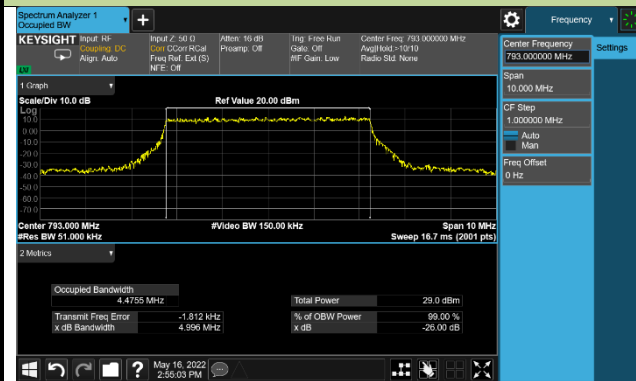 Spectrum Analyzer 1
Occupied BW
Frequency
KEYSIGHT
Input: RF
Coupling: DC
Align: Auto
Input Z: 50 Ω
Corr CCorr RCal
Freq Ref: Ext (S)
NFE: Off
Atten: 16 dB
Preamp: Off
Trig: Free Run
Gate: Off
#IF Gain: Low
Center Freq: 793.000000 MHz
Avg|Hold:>10/10
Radio Std: None
Center Frequency
793.000000 MHz
Settings
Span
10.000 MHz
CF Step
1.000000 MHz
Auto
Man
Freq Offset
0 Hz
1 Graph
Scale/Div 10.0 dB
Ref Value 20.00 dBm
Log
10.0
0.00
-10.0
-20.0
-30.0
-40.0
-50.0
-60.0
-70.0
Center 793.000 MHz
#Video BW 150.00 kHz
Span 10 MHz
#Res BW 51.000 kHz
Sweep 16.7 ms (2001 pts)
2 Metrics
Occupied Bandwidth
4.4755 MHz
Total Power 29.0 dBm
Transmit Freq Error -1.812 kHz
% of OBW Power 99.00 %
x dB Bandwidth 4.996 MHz
x dB -26.00 dB
May 16, 2022
2:55:03 PM